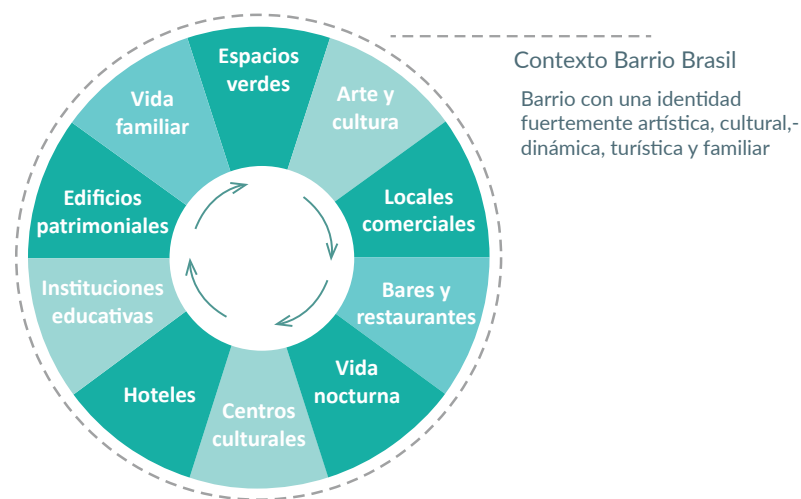 Espacios
verdes
Arte y
cultura
Locales
comerciales
Bares y
restaurantes
Vida
nocturna
Centros
culturales
Hoteles
Instituciones
educativas
Edificios
patrimoniales
Vida
familiar
Contexto Barrio Brasil
Barrio con una identidad
fuertemente artística, cultural,-
dinámica, turística y familiar